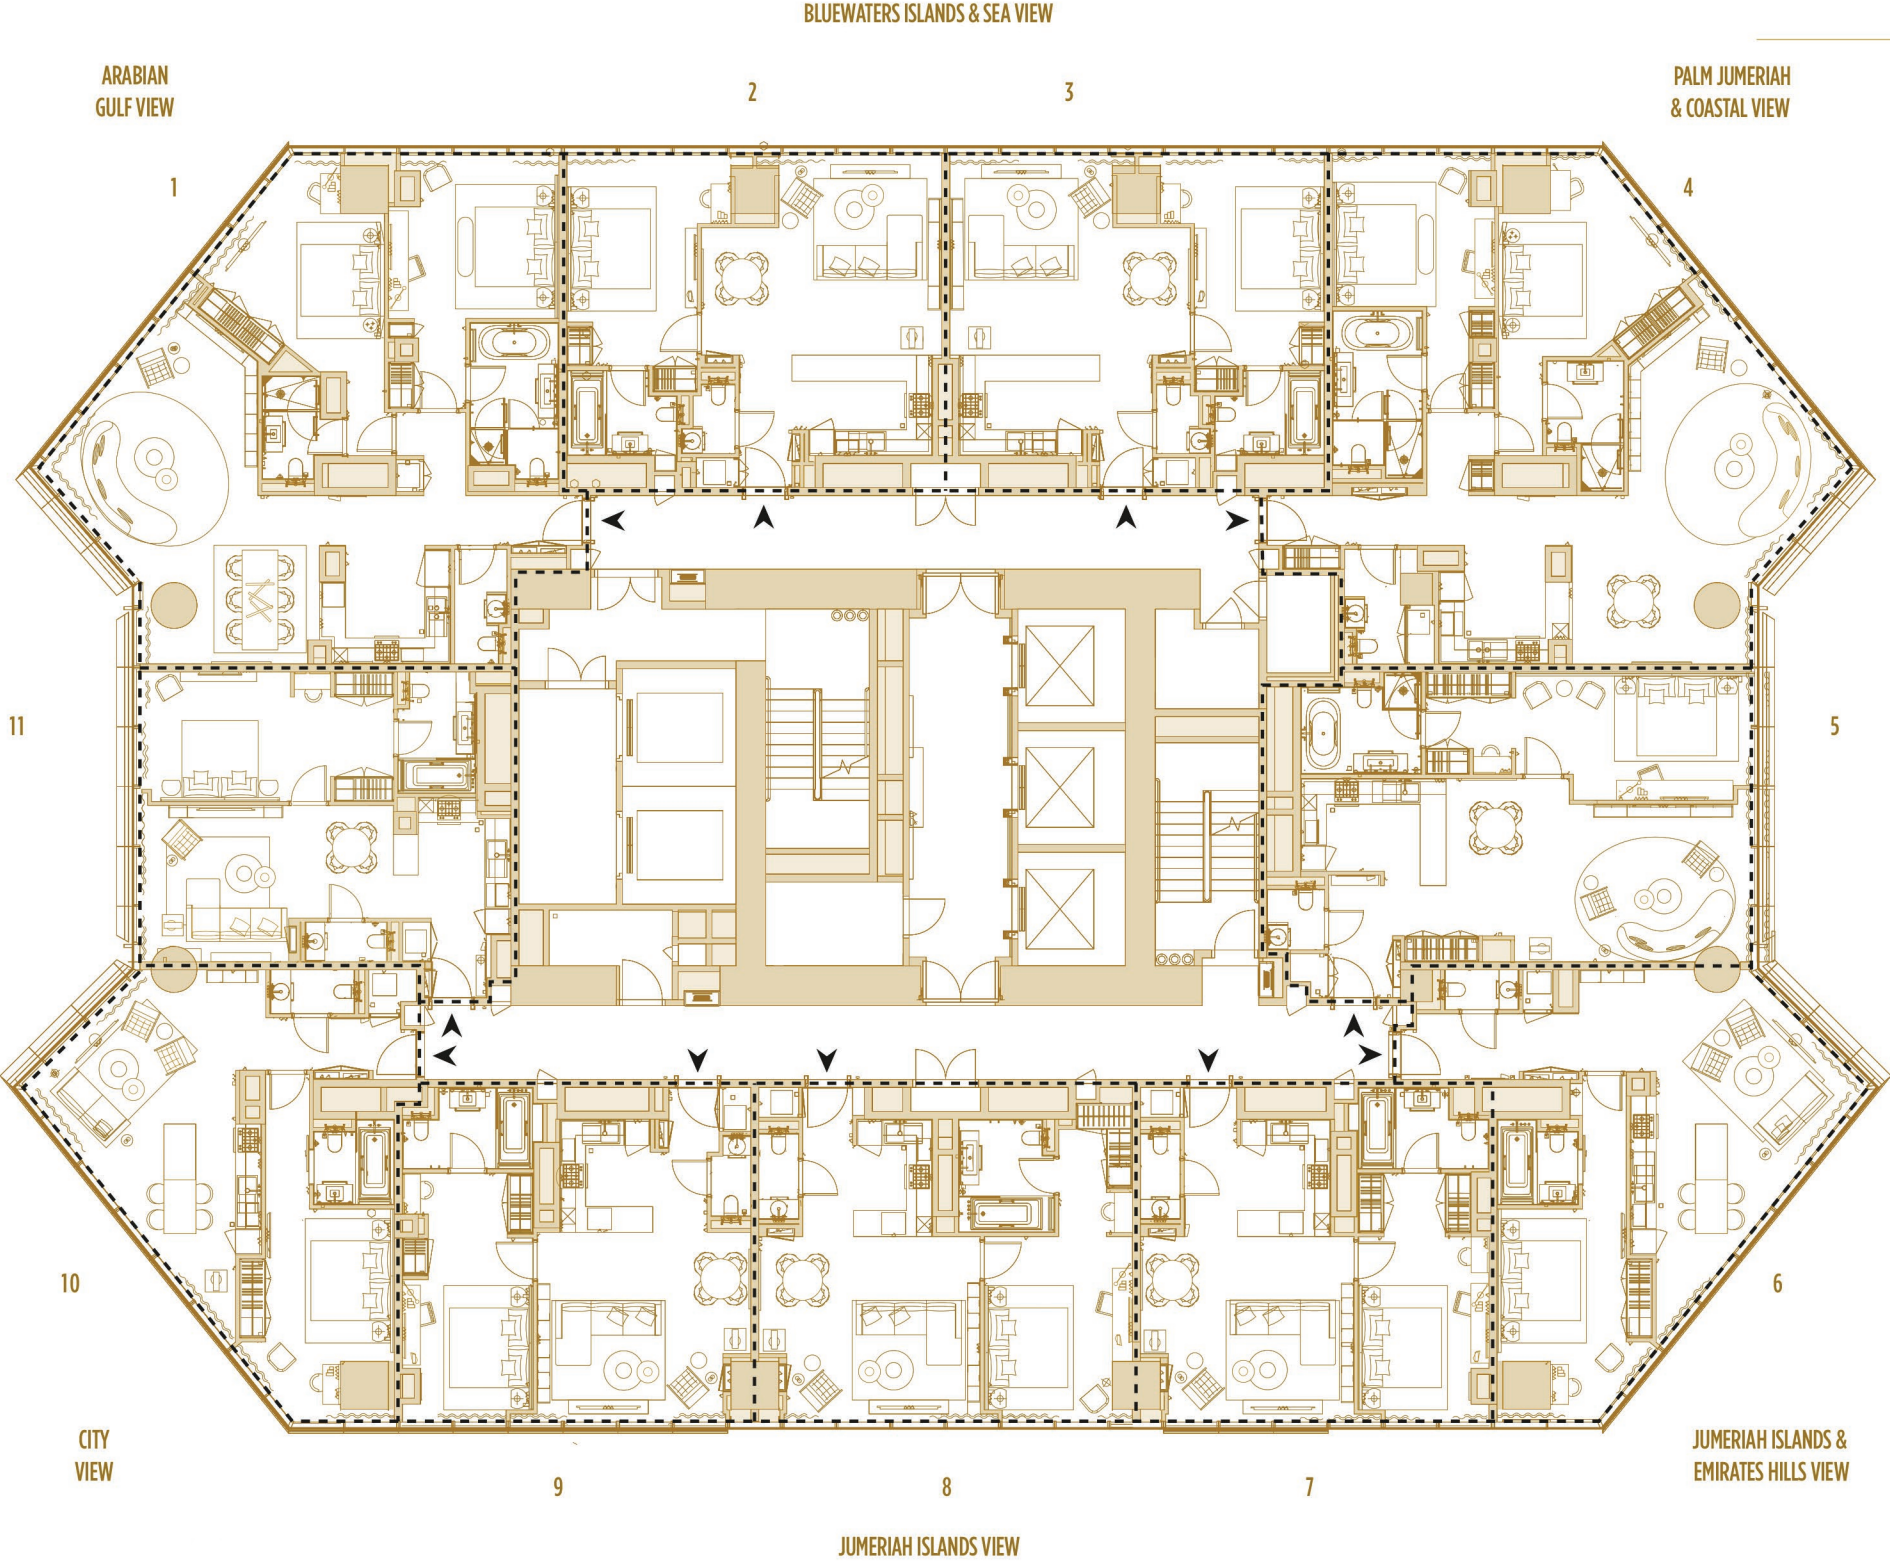 BLUEWATERS ISLANDS & SEA VIEW
ARABIAN
GULF VIEW
PALM JUMERIAH
& COASTAL VIEW
2
3
1
4
11
5
10
6
CITY
VIEW
JUMERIAH ISLANDS &
EMIRATES HILLS VIEW
9
8
7
JUMERIAH ISLANDS VIEW